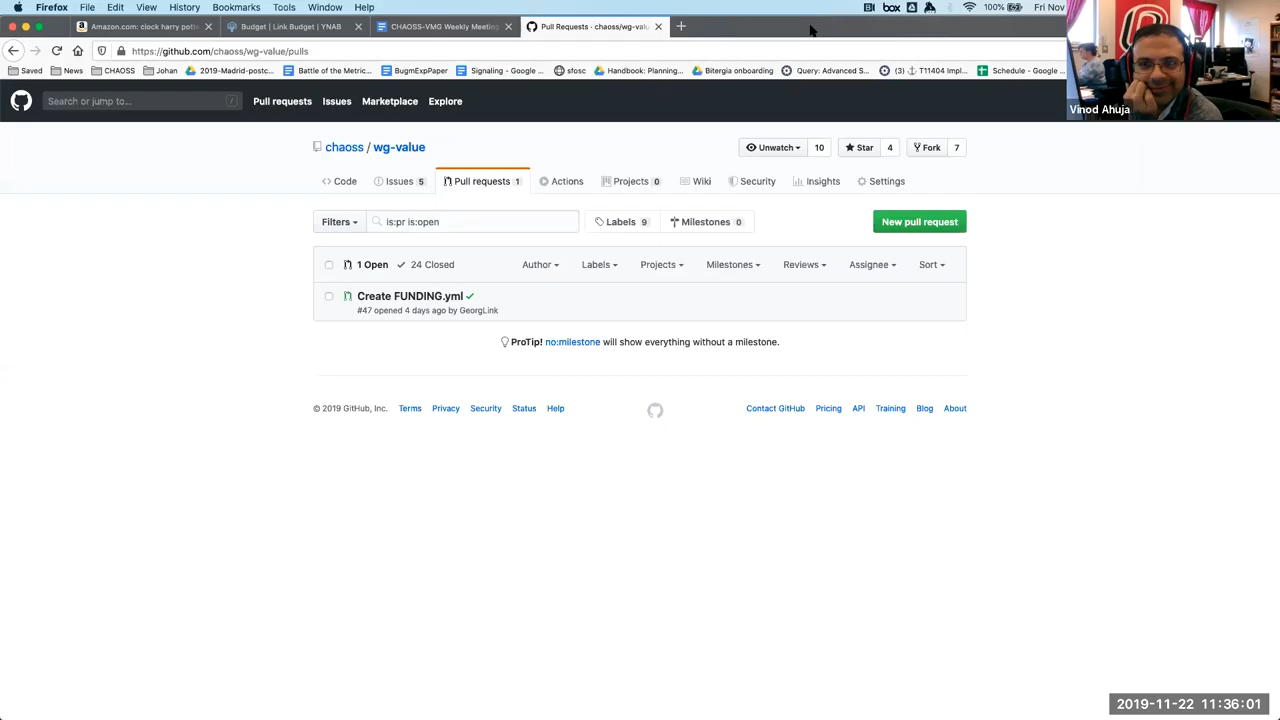 Firefox File Edit View History Bookmarks Tools Window Help box 100% Fri Nov
Amazon.com: clock harry potte Budget | Link Budget | YNAB CHAOSS-VMG Weekly Meeting Pull Requests · chaoss/wg-valu
https://github.com/chaoss/wg-value/pulls
Saved News CHAOSS Johan 2019-Madrid-postc... Battle of the Metric... BugmExpPaper Signaling - Google ... sfosc Handbook: Planning... Bitergia onboarding Query: Advanced S... (3) T11404 Impl... Schedule - Google ...
Vinod Ahuja
Search or jump to... / Pull requests Issues Marketplace Explore
chaoss / wg-value Unwatch 10 Star 4 Fork 7
Code Issues 5 Pull requests 1 Actions Projects 0 Wiki Security Insights Settings
Filters is:pr is:open Labels 9 Milestones 0 New pull request
1 Open 24 Closed Author Labels Projects Milestones Reviews Assignee Sort
Create FUNDING.yml
#47 opened 4 days ago by GeorgLink
ProTip! no:milestone will show everything without a milestone.
© 2019 GitHub, Inc. Terms Privacy Security Status Help Contact GitHub Pricing API Training Blog About
2019-11-22 11:36:01